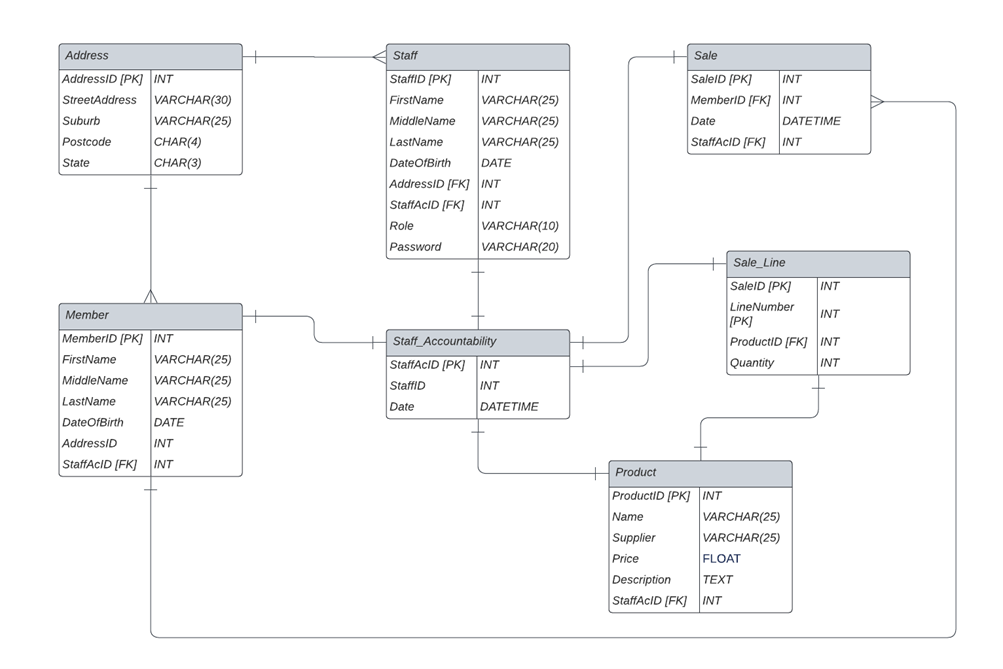 Address
AddressID [PK] INT
StreetAddress VARCHAR(30)
Suburb VARCHAR(25)
Postcode CHAR(4)
State CHAR(3)
Staff
StaffID [PK] INT
FirstName VARCHAR(25)
MiddleName VARCHAR(25)
LastName VARCHAR(25)
DateOfBirth DATE
AddressID [FK] INT
StaffAcID [FK] INT
Role VARCHAR(10)
Password VARCHAR(20)
Sale
SaleID [PK] INT
MemberID [FK] INT
Date DATETIME
StaffAcID [FK] INT
Sale_Line
SaleID [PK] INT
LineNumber
[PK] INT
ProductID [FK] INT
Quantity INT
Member
MemberID [PK] INT
FirstName VARCHAR(25)
MiddleName VARCHAR(25)
LastName VARCHAR(25)
DateOfBirth DATE
AddressID INT
StaffAcID [FK] INT
Staff_Accountability
StaffAcID [PK] INT
StaffID INT
Date DATETIME
Product
ProductID [PK] INT
Name VARCHAR(25)
Supplier VARCHAR(25)
Price FLOAT
Description TEXT
StaffAcID [FK] INT